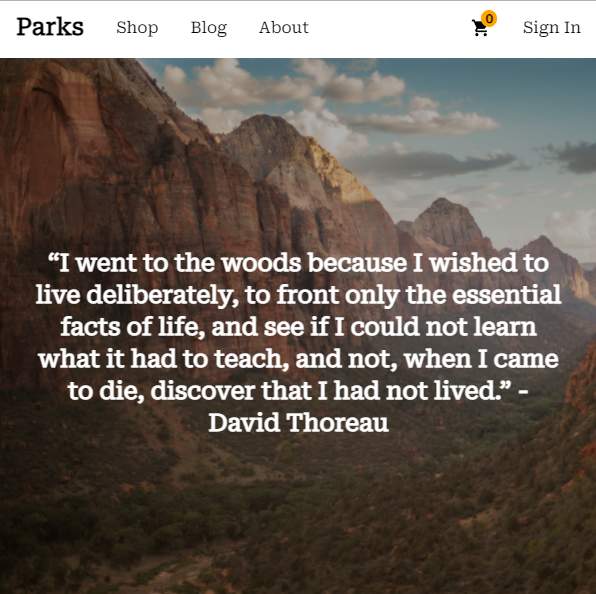 Parks Shop Blog About 0 Sign In
“I went to the woods because I wished to
live deliberately, to front only the essential
facts of life, and see if I could not learn
what it had to teach, and not, when I came
to die, discover that I had not lived.” -
David Thoreau